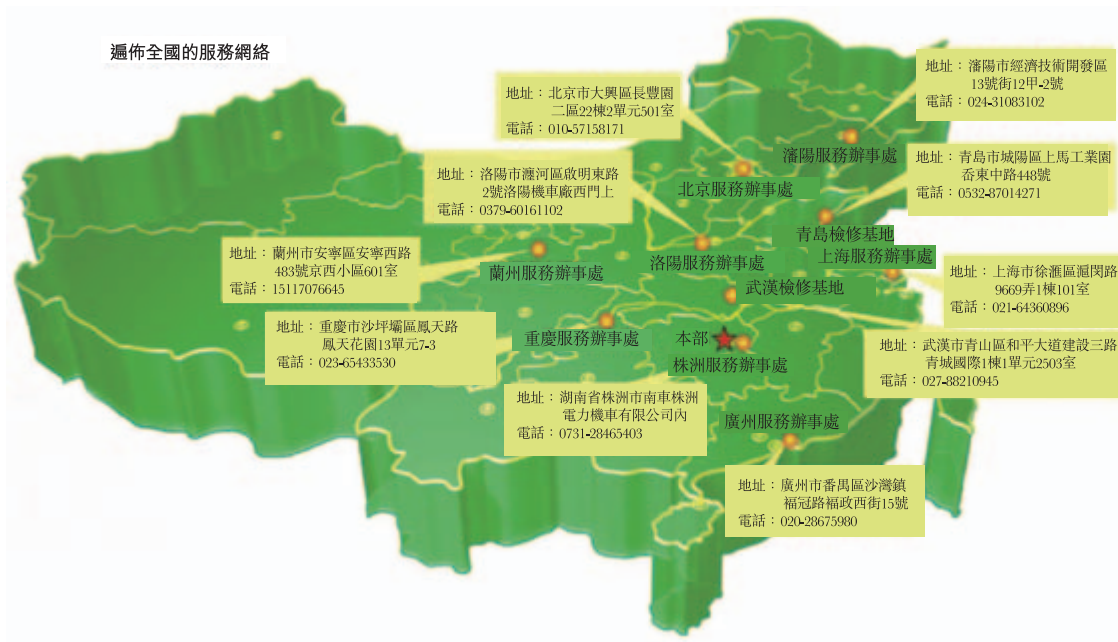 遍佈全國的服務網絡
地址：瀋陽市經濟技術開發區
13號街12甲-2號
電話：024-31083102
地址：北京市大興區長豐園
二區22棟2單元501室
電話：010-57158171
瀋陽服務辦事處
地址：青島市城陽區上馬工業園
岙東中路448號
電話：0532-87014271
北京服務辦事處
地址：洛陽市瀍河區啟明東路
2號洛陽機車廠西門上
電話：0379-60161102
青島檢修基地
上海服務辦事處
地址：蘭州市安寧區安寧西路
483號京西小區601室
電話：15117076645
蘭州服務辦事處
洛陽服務辦事處
地址：上海市徐滙區滬閔路
9669弄1棟101室
電話：021-64360896
武漢檢修基地
地址：重慶市沙坪壩區鳳天路
鳳天花園13單元7-3
電話：023-65433530
重慶服務辦事處
本部
株洲服務辦事處
地址：武漢市青山區和平大道建設三路
青城國際1棟1單元2503室
電話：027-88210945
地址：湖南省株洲市南車株洲
電力機車有限公司內
電話：0731-28465403
廣州服務辦事處
地址：廣州市番禺區沙灣鎮
福冠路福政西街15號
電話：020-28675980